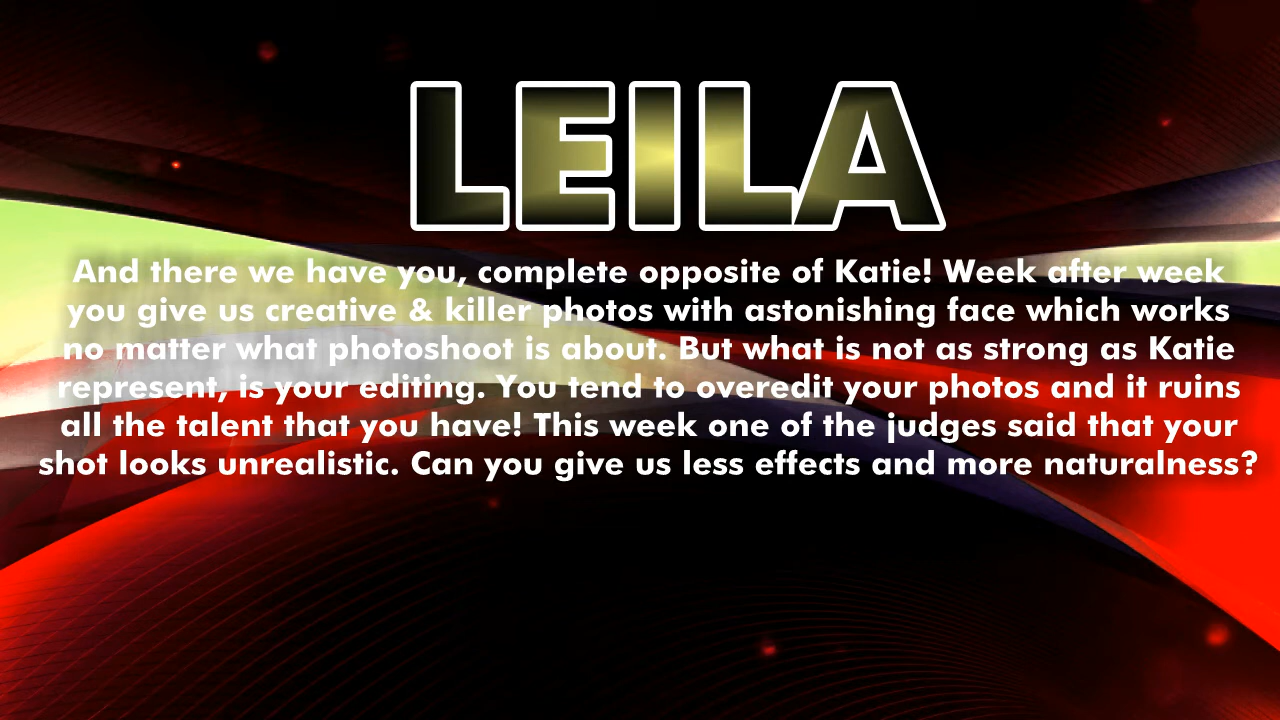 LEILA
And there we have you, complete opposite of Katie! Week after week
you give us creative & killer photos with astonishing face which works
no matter what photoshoot is about. But what is not as strong as Katie
represent, is your editing. You tend to overedit your photos and it ruins
all the talent that you have! This week one of the judges said that your
shot looks unrealistic. Can you give us less effects and more naturalness?